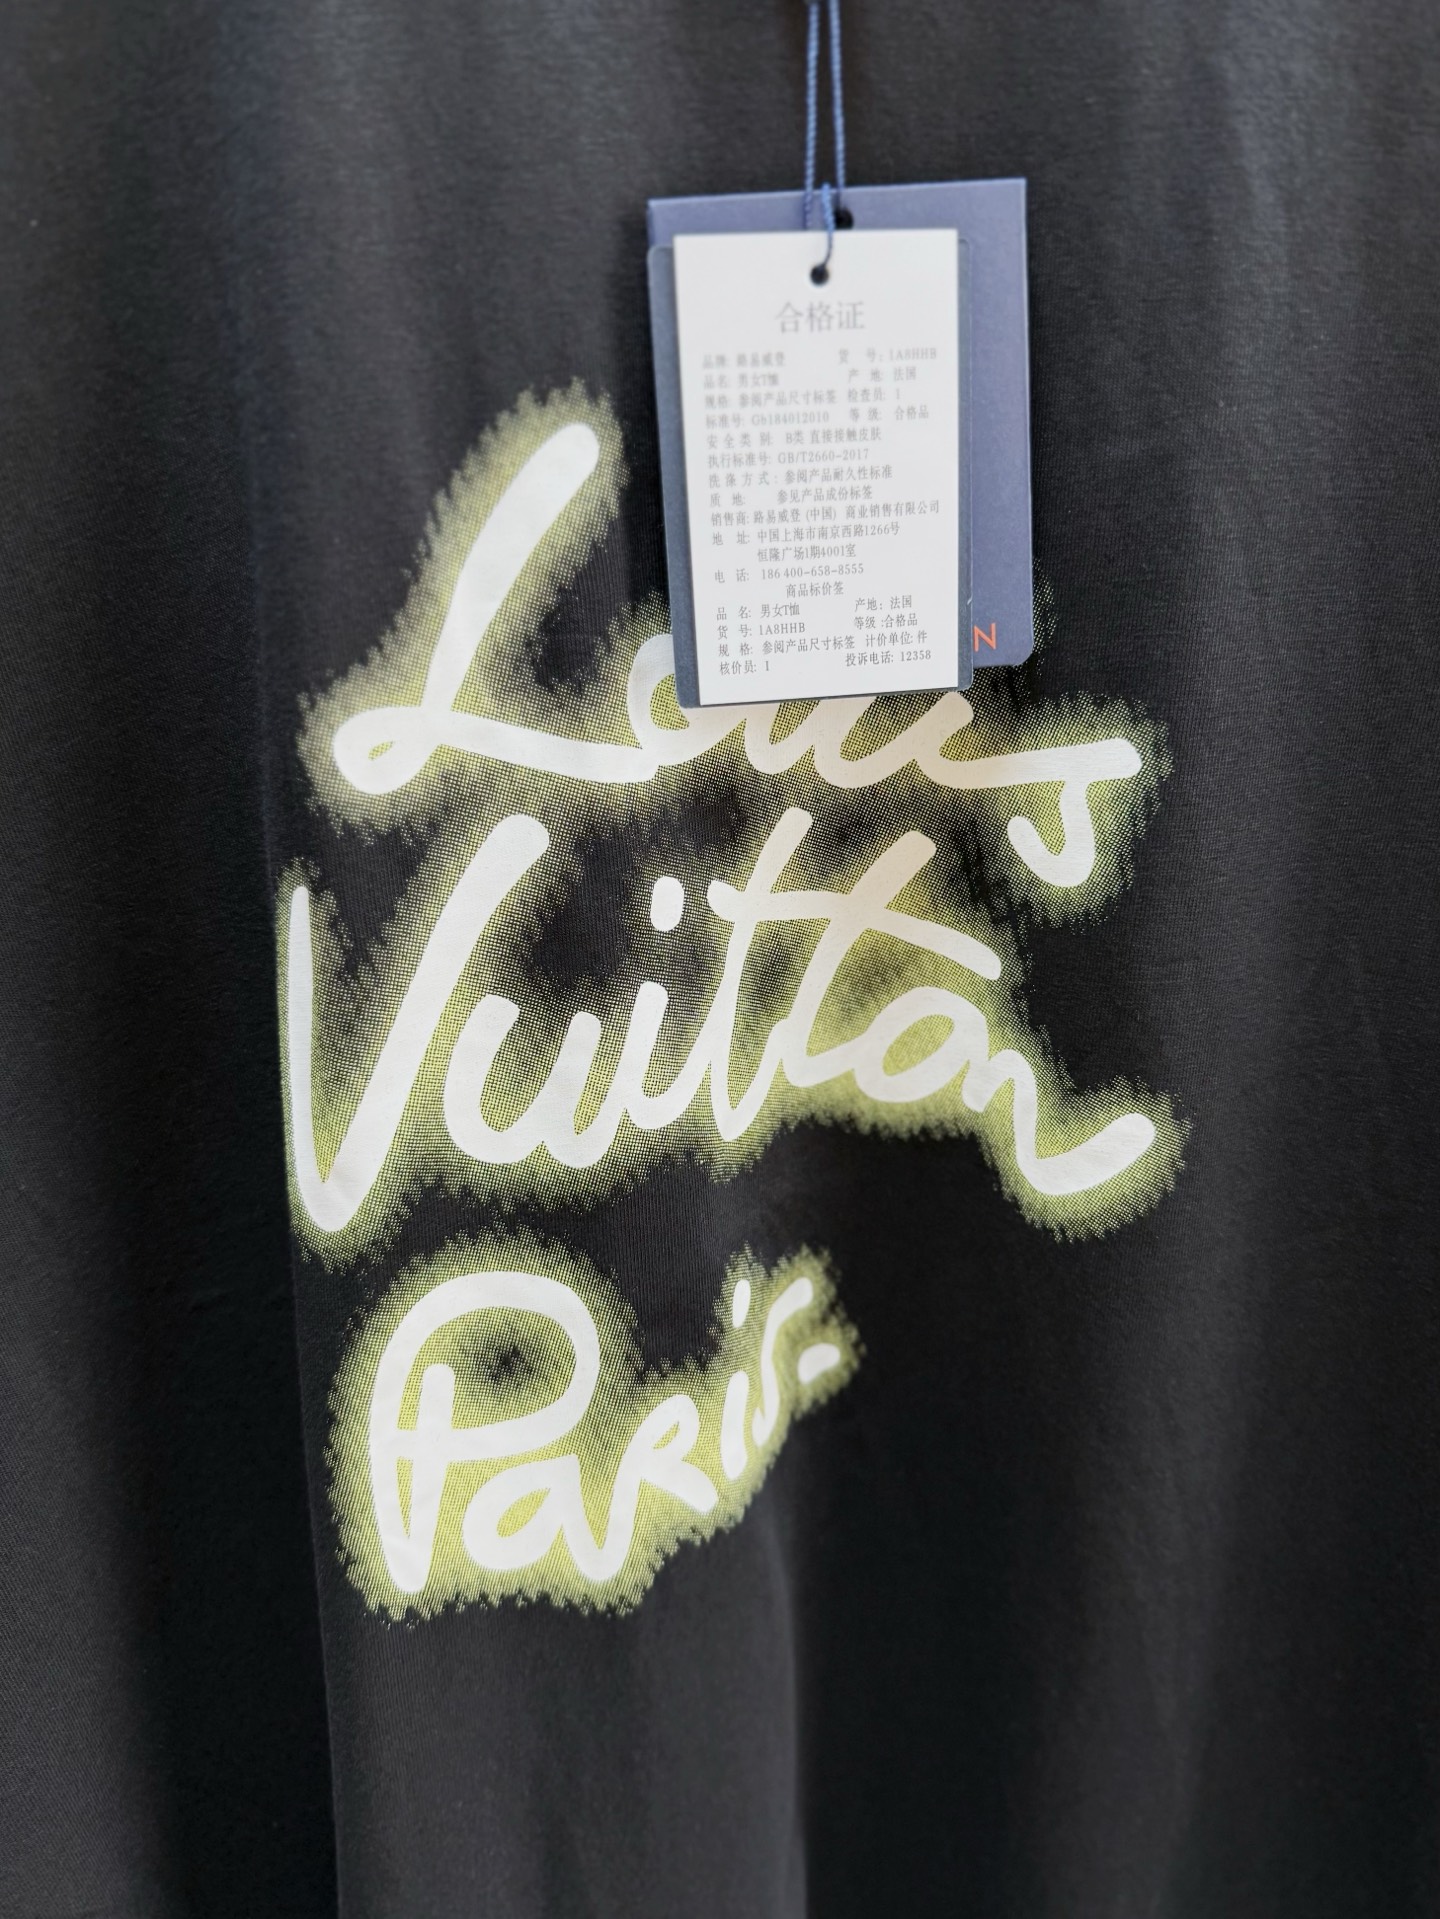 合格证
品牌: 路易威登 货 号: 1A8HHB
品名: 男女T恤 产 地: 法国
规格: 参阅产品尺寸标签 检查员: 1
标准号: Gb184012010 等 级: 合格品
安 全 类 别: B类 直接接触皮肤
执行标准号: GB/T2660-2017
洗 涤 方 式: 参阅产品耐久性标准
质 地: 参见产品成份标签
销售商: 路易威登 (中国) 商业销售有限公司
地 址: 中国上海市南京西路1266号
恒隆广场1期4001室
电 话: 186 400-658-8555
商品标价签
品 名: 男女T恤 产地: 法国
货 号: 1A8HHB 等级:合格品
规 格: 参阅产品尺寸标签 计价单位: 件
核价员: 1 投诉电话: 12358
N
Louis
Vuitton
Paris.